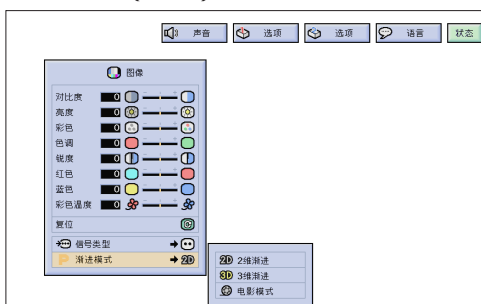 声音 选项 选项 语言 状态
图像
对比度 0
亮度 0
彩色 0
色调 0
锐度 0
红色 0
蓝色 0
彩色温度 0
复位
信号类型
P 渐进模式 2D
2D 2维渐进
3D 3维渐进
电影模式